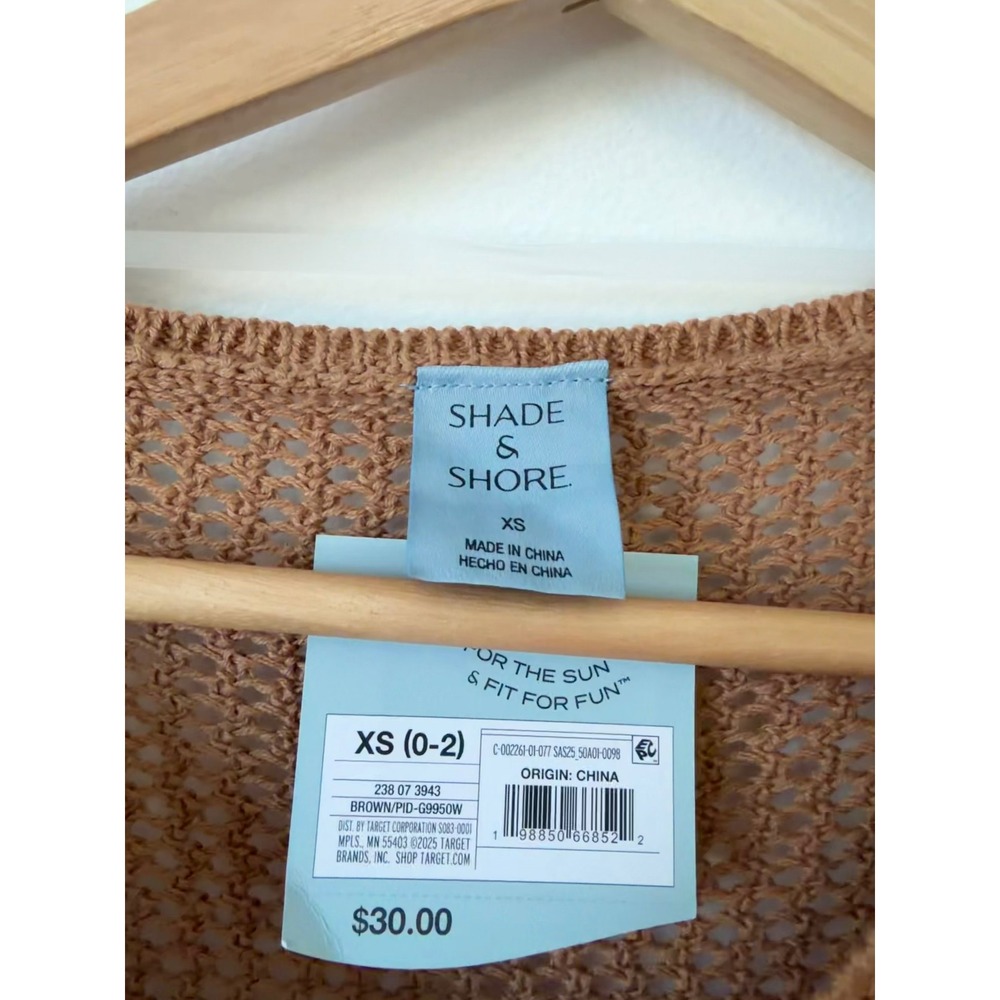 SHADE
&
SHORE.
XS
MADE IN CHINA
HECHO EN CHINA
FOR THE SUN
& FIT FOR FUN™
XS (0-2)
238 07 3943
BROWN/PID-G9950W
DIST. BY TARGET CORPORATION S083-0001
MPLS., MN 55403 ©2025 TARGET
BRANDS, INC. SHOP TARGET.COM
C-002261-01-077 SAS25_50A01-0098
ORIGIN: CHINA
1 98850 66852 2
$30.00